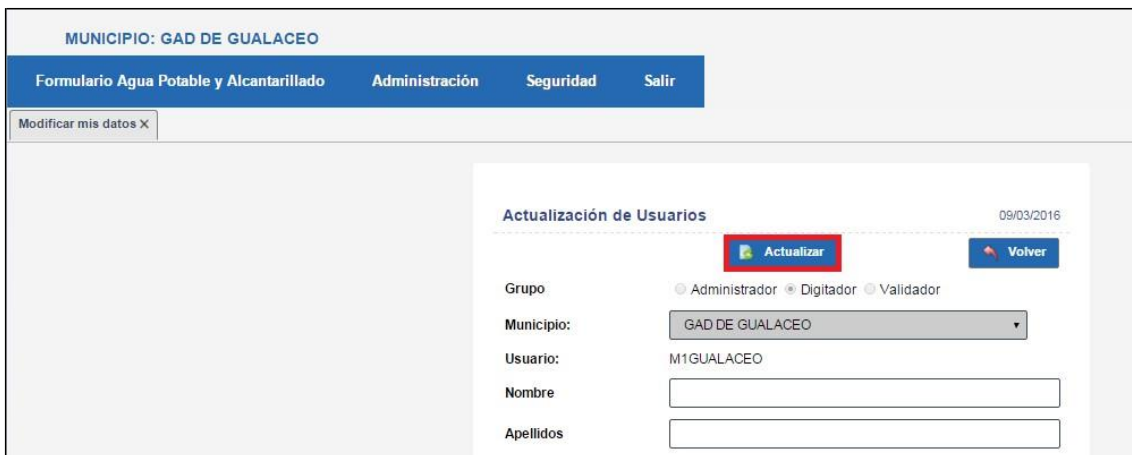 MUNICIPIO: GAD DE GUALACEO
Formulario Agua Potable y Alcantarillado Administración Seguridad Salir
Modificar mis datos X
Actualización de Usuarios 09/03/2016
Actualizar Volver
Grupo Administrador Digitador Validador
Municipio: GAD DE GUALACEO
Usuario: M1GUALACEO
Nombre
Apellidos